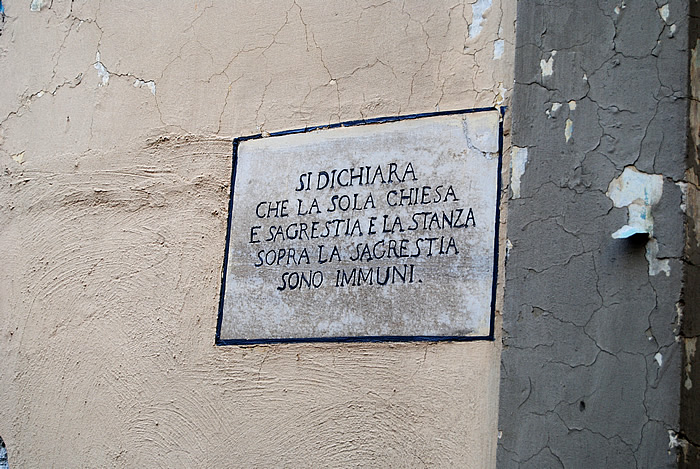 SI DICHIARA
CHE LA SOLA CHIESA
E SAGRESTIA E LA STANZA
SOPRA LA SAGRESTIA
SONO IMMUNI.